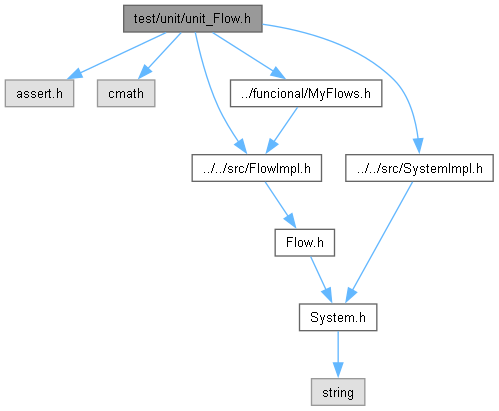 test/unit/unit_Flow.h
assert.h
cmath
../funcional/MyFlows.h
../../src/FlowImpl.h
../../src/SystemImpl.h
Flow.h
System.h
string